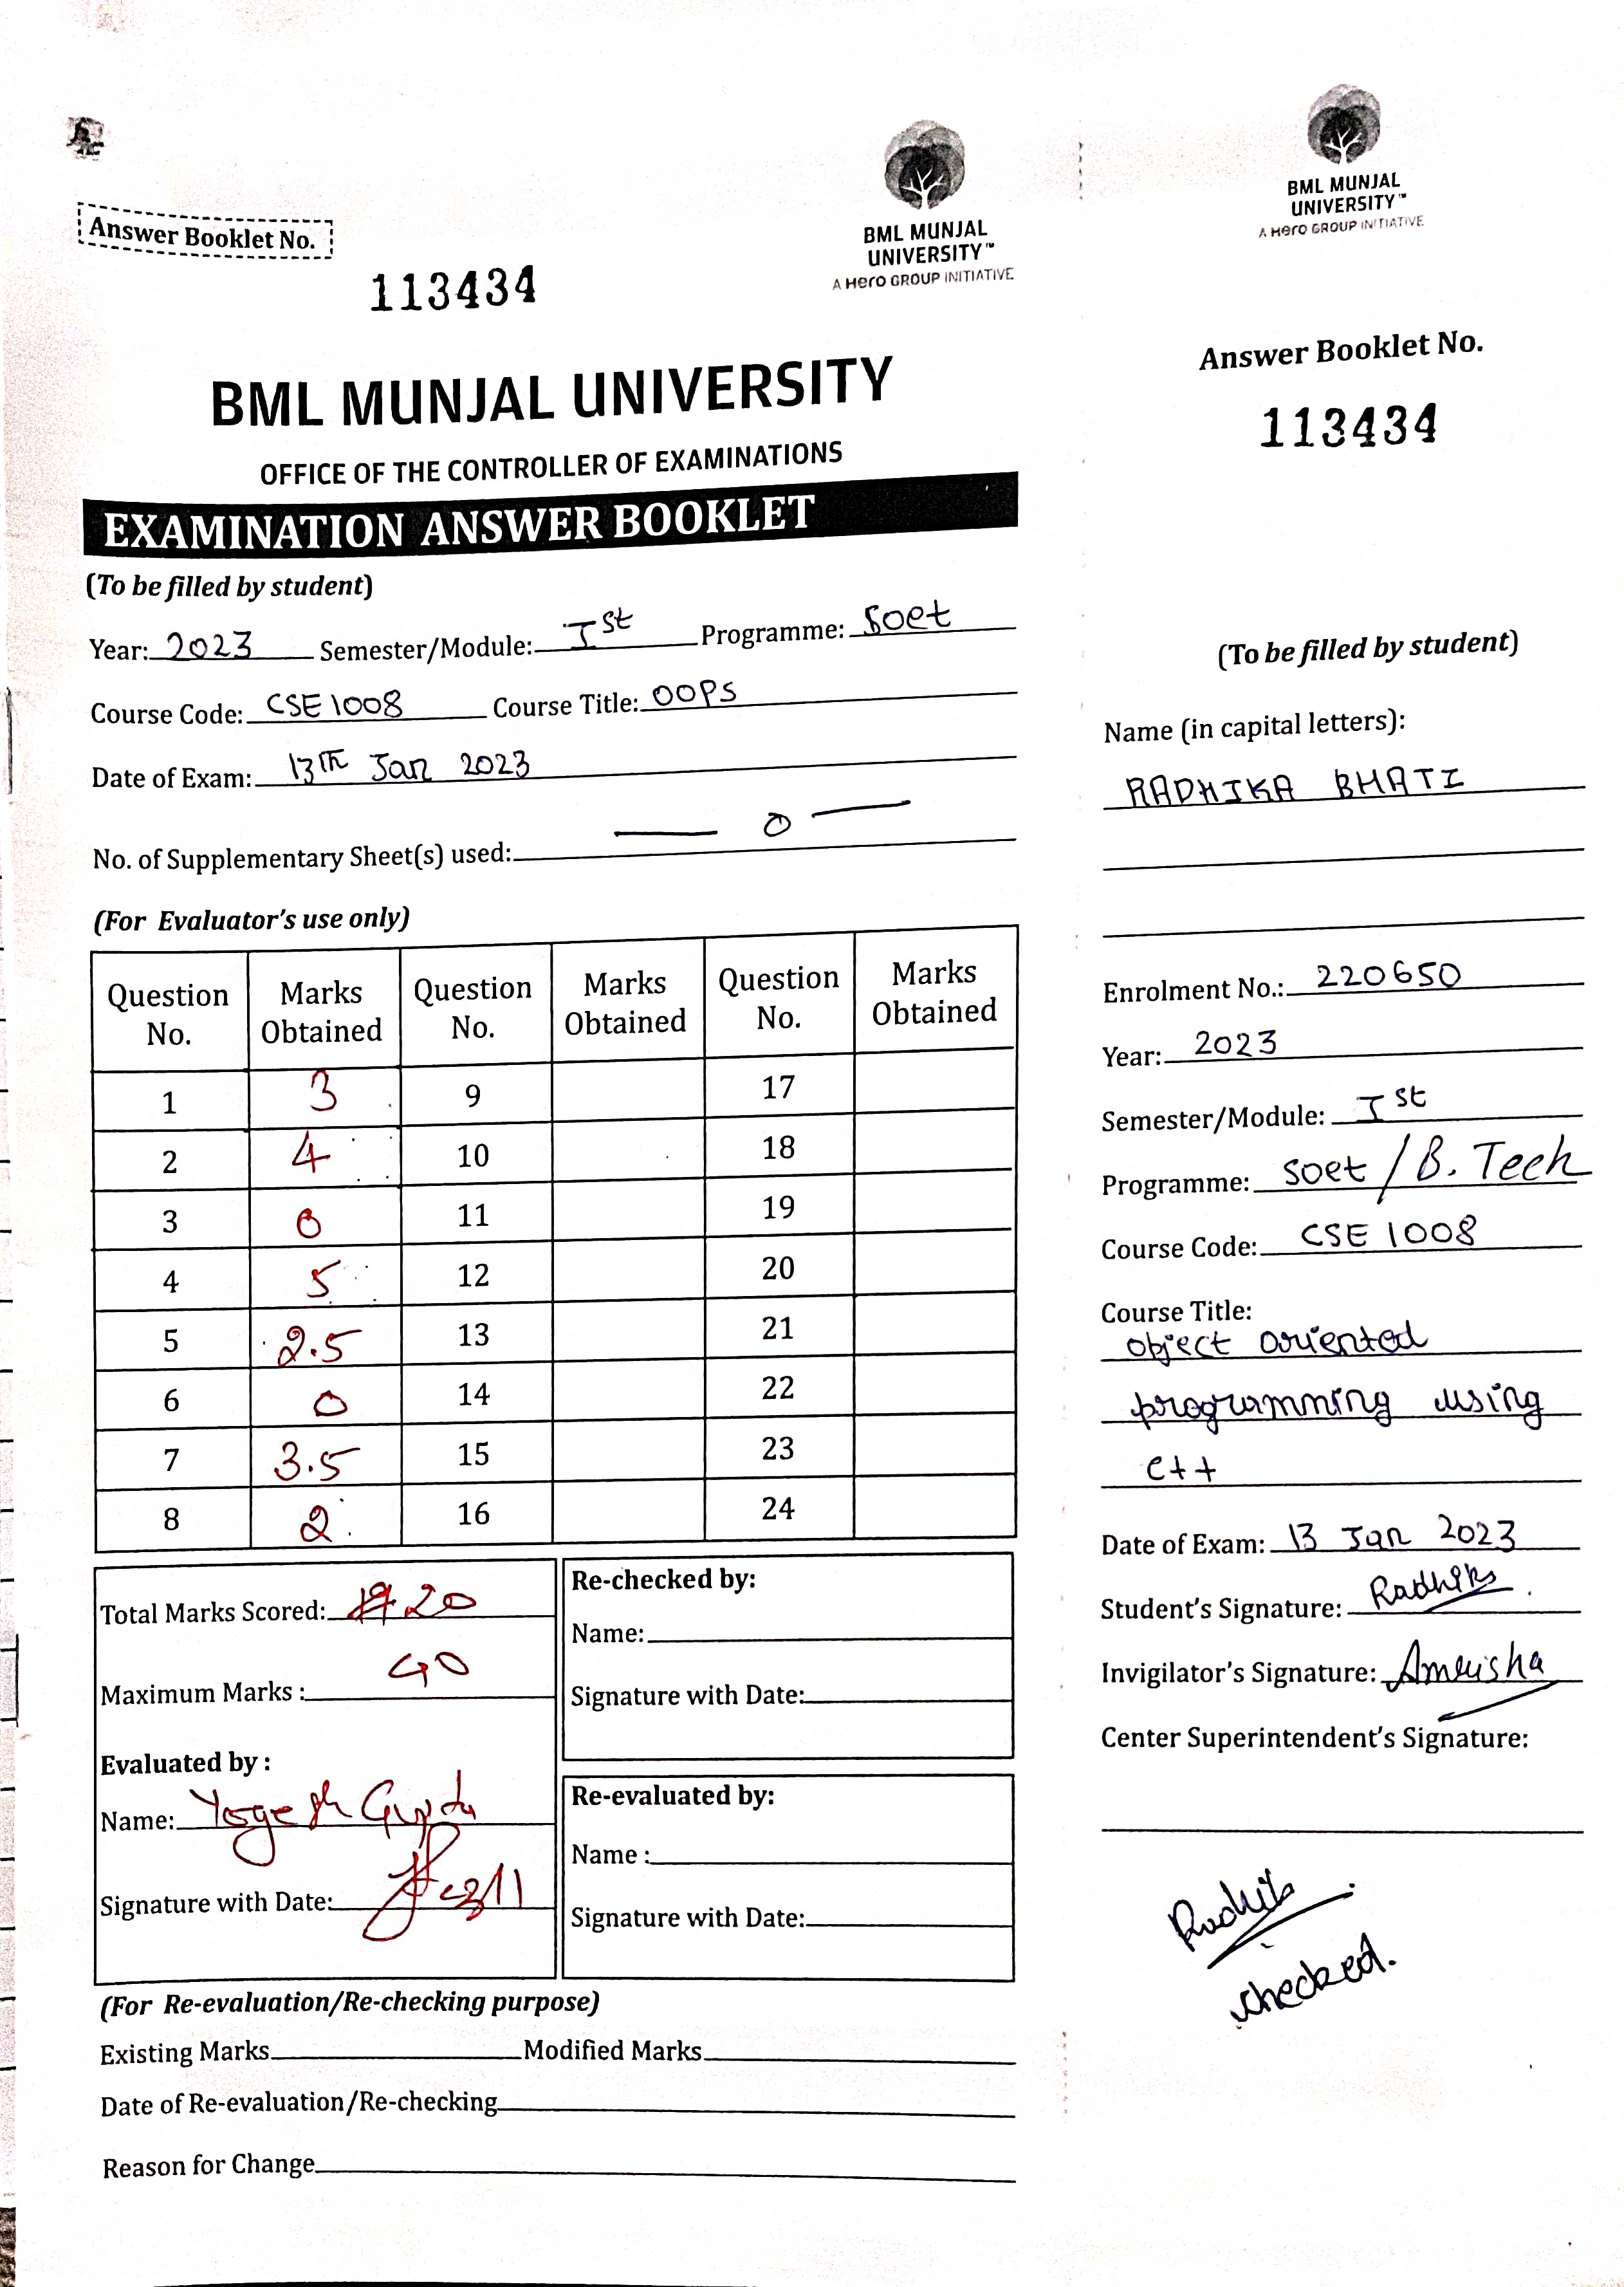 Answer Booklet No.
113434
BML MUNJAL
UNIVERSITY™
A Hero GROUP INITIATIVE
BML MUNJAL UNIVERSITY
OFFICE OF THE CONTROLLER OF EXAMINATIONS
EXAMINATION ANSWER BOOKLET
(To be filled by student)
Year: 2023 Semester/Module: Ist Programme: Soet
Course Code: CSE1008 Course Title: OOPS
Date of Exam: 13th Jan 2023
No. of Supplementary Sheet(s) used: — 0 —
(For Evaluator's use only)
Question No. Marks Obtained Question No. Marks Obtained Question No. Marks Obtained
1 3 9 17
2 4 10 18
3 0 11 19
4 5 12 20
5 2.5 13 21
6 0 14 22
7 3.5 15 23
8 2 16 24
Total Marks Scored: 20
Maximum Marks : 40
Evaluated by :
Name: Yogesh Gupta
Signature with Date:
Re-checked by:
Name:
Signature with Date:
Re-evaluated by:
Name :
Signature with Date:
(For Re-evaluation/Re-checking purpose)
Existing Marks Modified Marks
Date of Re-evaluation/Re-checking
Reason for Change
BML MUNJAL
UNIVERSITY™
A Hero GROUP INITIATIVE
Answer Booklet No.
113434
(To be filled by student)
Name (in capital letters):
RADHIKA BHATI
Enrolment No.: 220650
Year: 2023
Semester/Module: Ist
Programme: Soet / B. Tech
Course Code: CSE 1008
Course Title:
object oriented
programming using
C++
Date of Exam: 13 Jan 2023
Student's Signature: Radhika
Invigilator's Signature: Amrisha
Center Superintendent's Signature:
Radhika
checked.